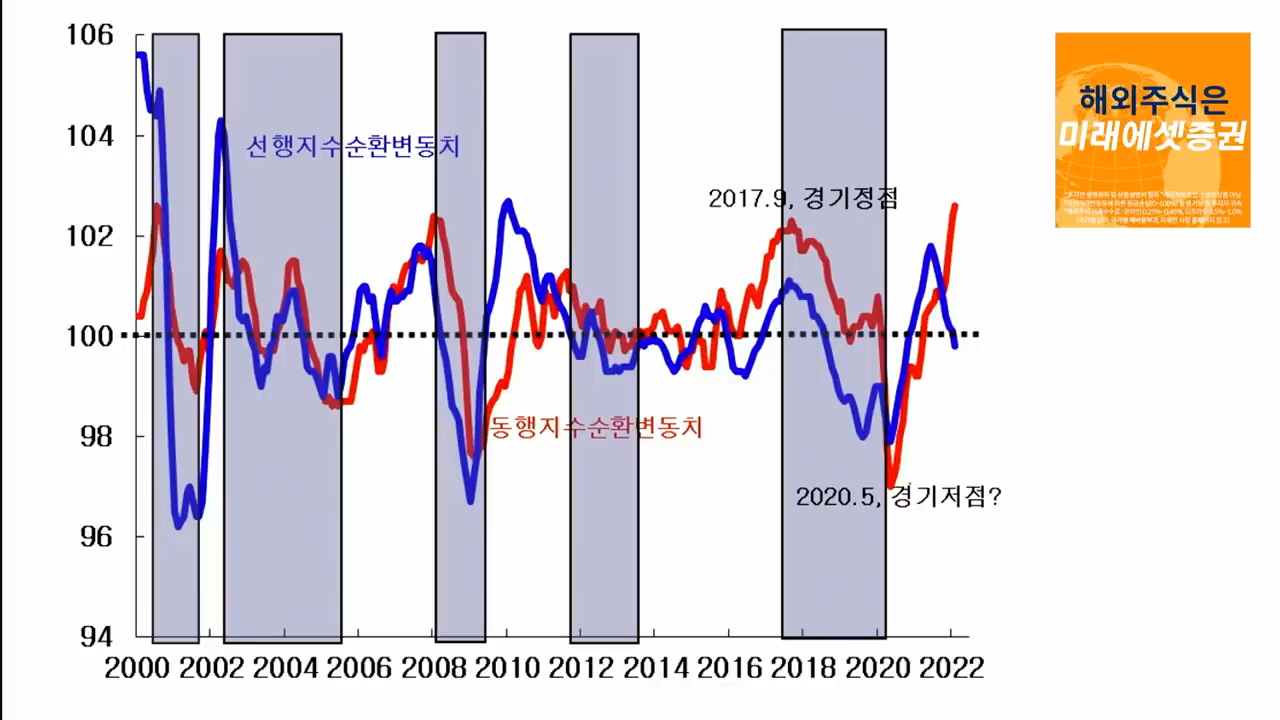 106
104
102
100
98
96
94
2000 2002 2004 2006 2008 2010 2012 2014 2016 2018 2020 2022
선행지수순환변동치
동행지수순환변동치
2017.9, 경기정점
2020.5, 경기저점?
해외주식은
미래에셋증권